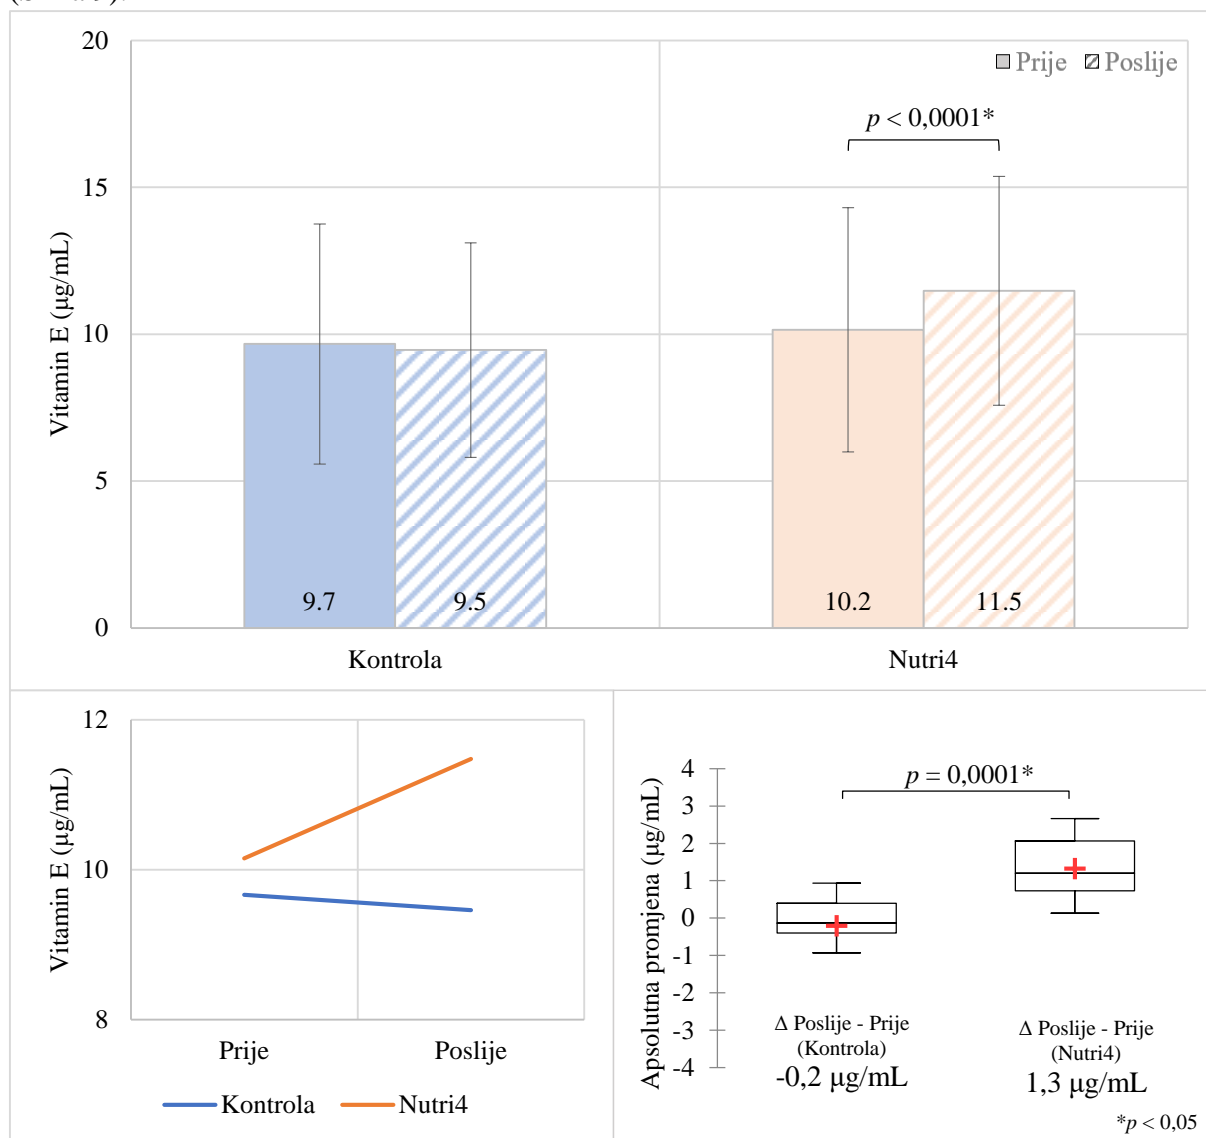 20
Prije Poslije
p < 0,0001*
15
Vitamin E (µg/mL)
10
5
9.7 9.5 10.2 11.5
0
Kontrola Nutri4
12
Vitamin E (µg/mL)
10
8
Prije Poslije
Kontrola Nutri4
4
p = 0,0001*
3
2
1
0
-1
-2
-3
-4
Apsolutna promjena (µg/mL)
Δ Poslije - Prije
(Kontrola)
-0,2 µg/mL
Δ Poslije - Prije
(Nutri4)
1,3 µg/mL
*p < 0,05